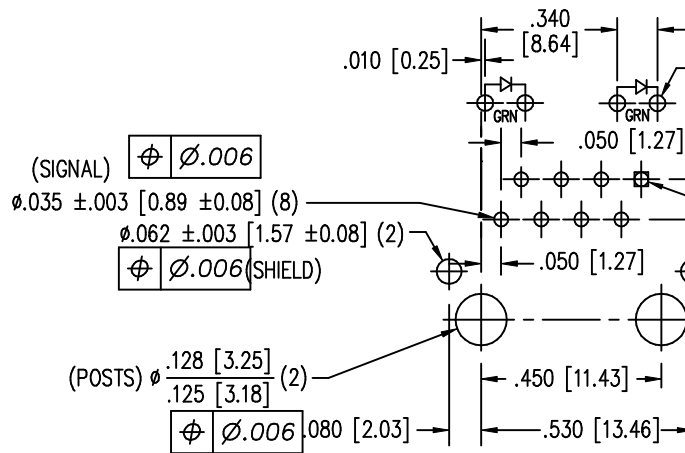 .340
[8.64]
.010 [0.25]
GRN GRN
.050 [1.27]
⌖ Ø.006
(SIGNAL)
ø.035 ±.003 [0.89 ±0.08] (8)
ø.062 ±.003 [1.57 ±0.08] (2)
⌖ Ø.006 (SHIELD)
.050 [1.27]
(POSTS) ø .128 [3.25]
.125 [3.18] (2)
.450 [11.43]
⌖ Ø.006 .080 [2.03]
.530 [13.46]